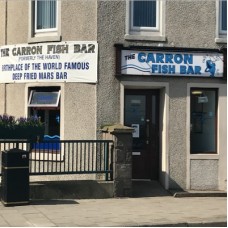 THE CARRON FISH BAR
(FORMERLY THE HAVEN)
BIRTHPLACE OF THE WORLD FAMOUS
DEEP FRIED MARS BAR
THE CARRON
FISH BAR